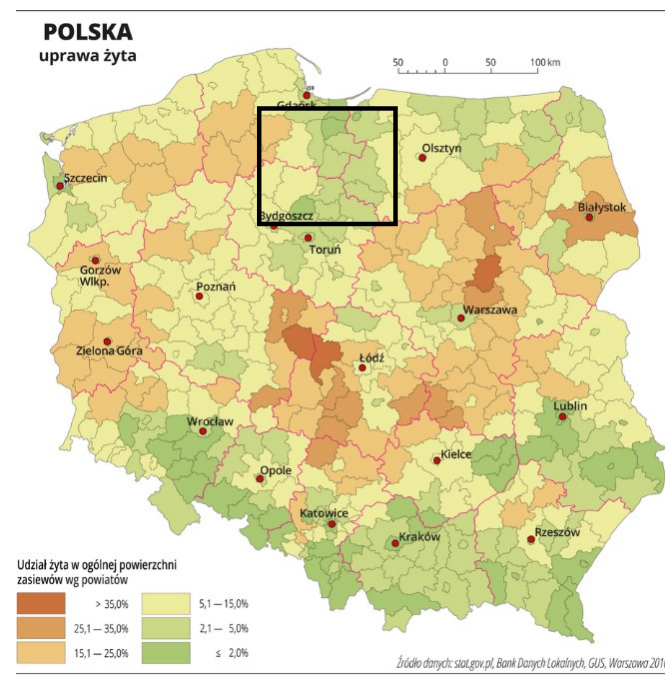 POLSKA
uprawa żyta
50 0 50 100 km
Gdańsk
Olsztyn
Szczecin
Białystok
Bydgoszcz
Toruń
Gorzów
Wlkp.
Poznań
Warszawa
Zielona Góra
Łódź
Lublin
Wrocław
Kielce
Opole
Katowice
Kraków
Rzeszów
Udział żyta w ogólnej powierzchni
zasiewów wg powiatów
> 35,0%
5,1 — 15,0%
25,1 — 35,0%
2,1 — 5,0%
15,1 — 25,0%
≤ 2,0%
Źródło danych: stat.gov.pl, Bank Danych Lokalnych, GUS, Warszawa